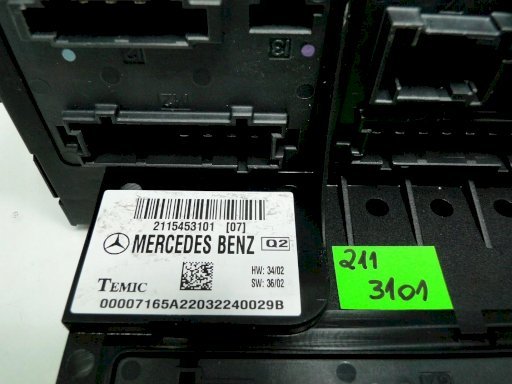 2115453101 [07]
MERCEDES BENZ Q2
HW: 34/02
SW: 36/02
TEMIC
00007165A22032240029B
211
3101